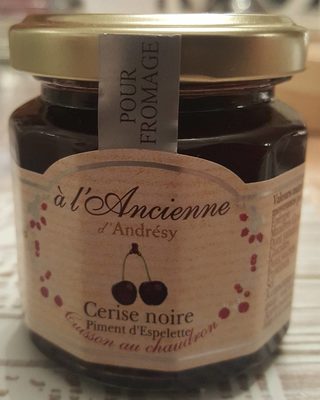 POUR
FROMAGE
à l'Ancienne
d'Andrésy
Cerise noire
Piment d'Espelette
Cuisson au chaudron